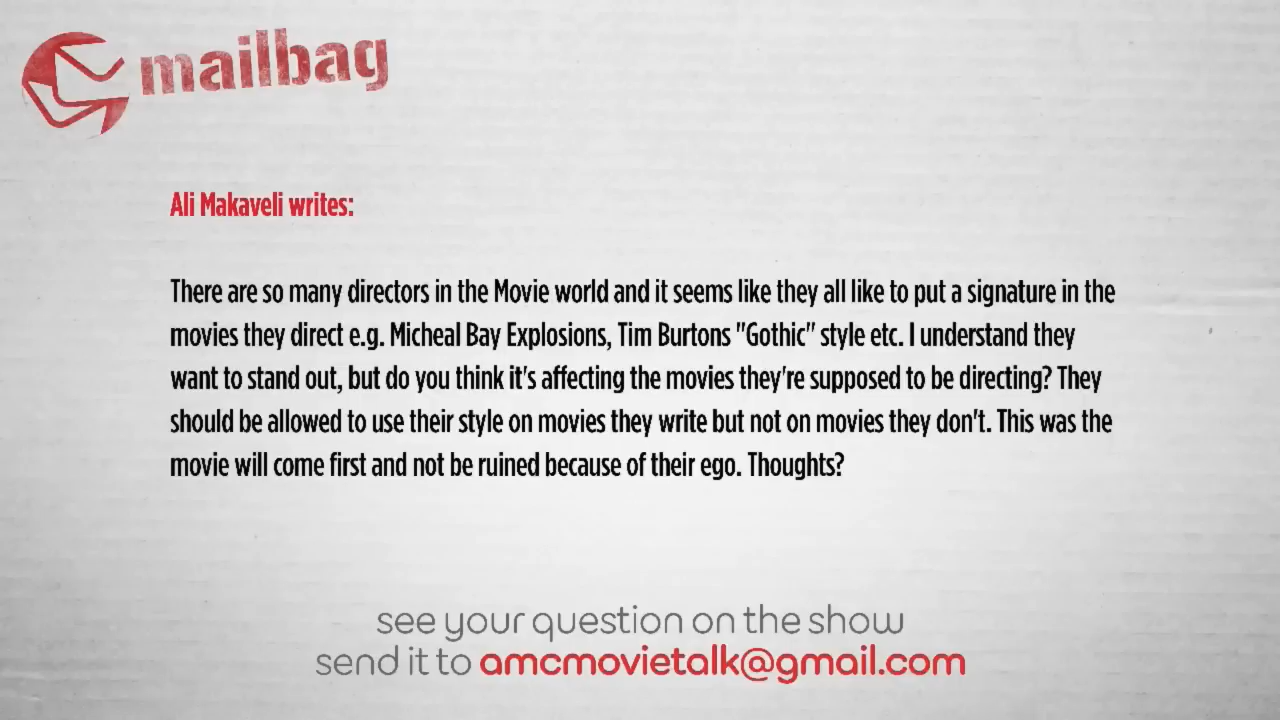 mailbag
Ali Makaveli writes:
There are so many directors in the Movie world and it seems like they all like to put a signature in the
movies they direct e.g. Micheal Bay Explosions, Tim Burtons "Gothic" style etc. I understand they
want to stand out, but do you think it's affecting the movies they're supposed to be directing? They
should be allowed to use their style on movies they write but not on movies they don't. This was the
movie will come first and not be ruined because of their ego. Thoughts?
see your question on the show
send it to amcmovietalk@gmail.com